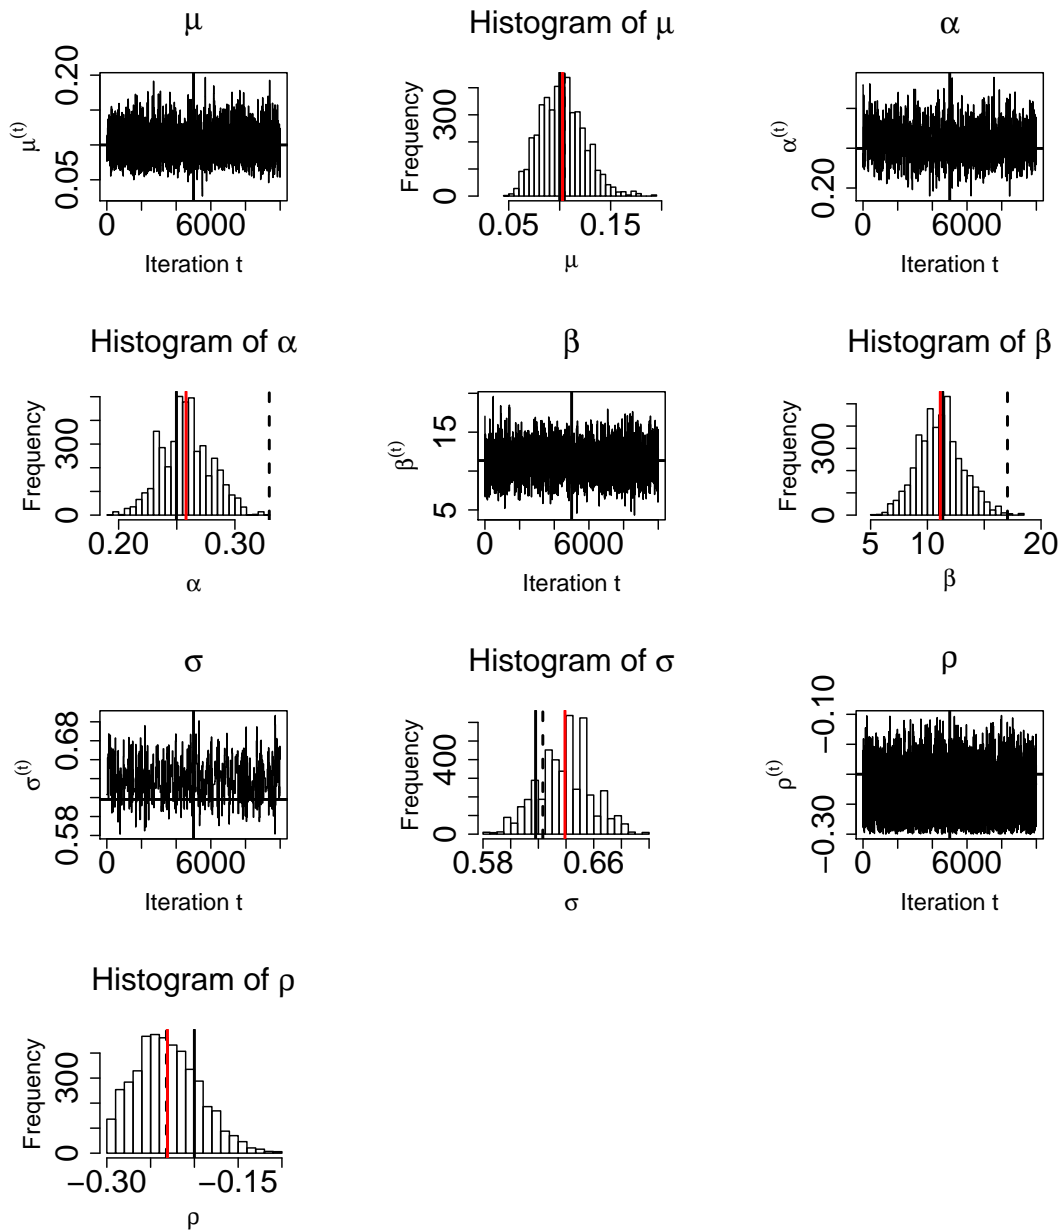 μ
μ(t)
0.20
0.05
0 6000
Iteration t
Histogram of μ
Frequency
300
0
0.05 0.15
μ
α
α(t)
0.20
0 6000
Iteration t
Histogram of α
Frequency
300
0
0.20 0.30
α
β
β(t)
15
5
0 6000
Iteration t
Histogram of β
Frequency
300
0
5 10 20
β
σ
σ(t)
0.68
0.58
0 6000
Iteration t
Histogram of σ
Frequency
400
0
0.58 0.66
σ
ρ
ρ(t)
−0.10
−0.30
0 6000
Iteration t
Histogram of ρ
Frequency
300
0
−0.30 −0.15
ρ